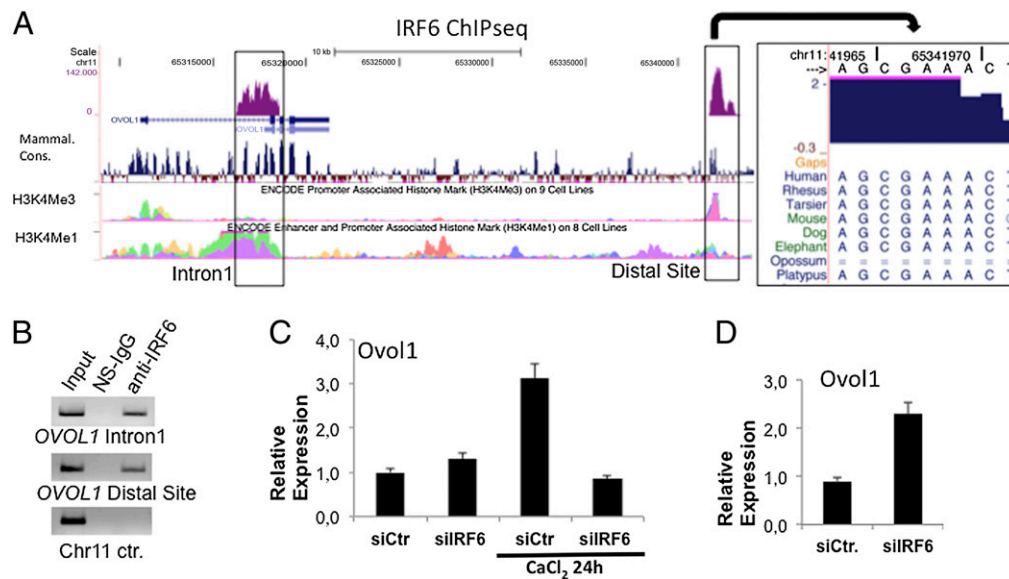 A
IRF6 ChIPseq
Scale
chr11
10 kb
65315000
65320000
65325000
65330000
65335000
65340000
142.000
0
OVOL1
OVOL1
Mammal.
Cons.
ENCODE Promoter Associated Histone Mark (H3K4Me3) on 9 Cell Lines
H3K4Me3
ENCODE Enhancer and Promoter Associated Histone Mark (H3K4Me1) on 8 Cell Lines
H3K4Me1
Intron1
Distal Site
chr11: 41965 65341970
---> A G C G A A A C T
2
-0.3
Gaps
Human A G C G A A A C T
Rhesus A G C G A A A C T
Tarsier A G C G A A A C T
Mouse A G C G A A A C
Dog A G C G A A A C T
Elephant A G C G A A A C T
Opossum = = = = = = = = =
Platypus A G C G A A A C T
B
Input
NS-IgG
anti-IRF6
OVOL1 Intron1
OVOL1 Distal Site
Chr11 ctr.
C
Ovol1
Relative
Expression
4,0
3,0
2,0
1,0
0,0
siCtr
siIRF6
siCtr
siIRF6
CaCl₂ 24h
D
Ovol1
Relative
Expression
3,0
2,0
1,0
0,0
siCtr.
siIRF6